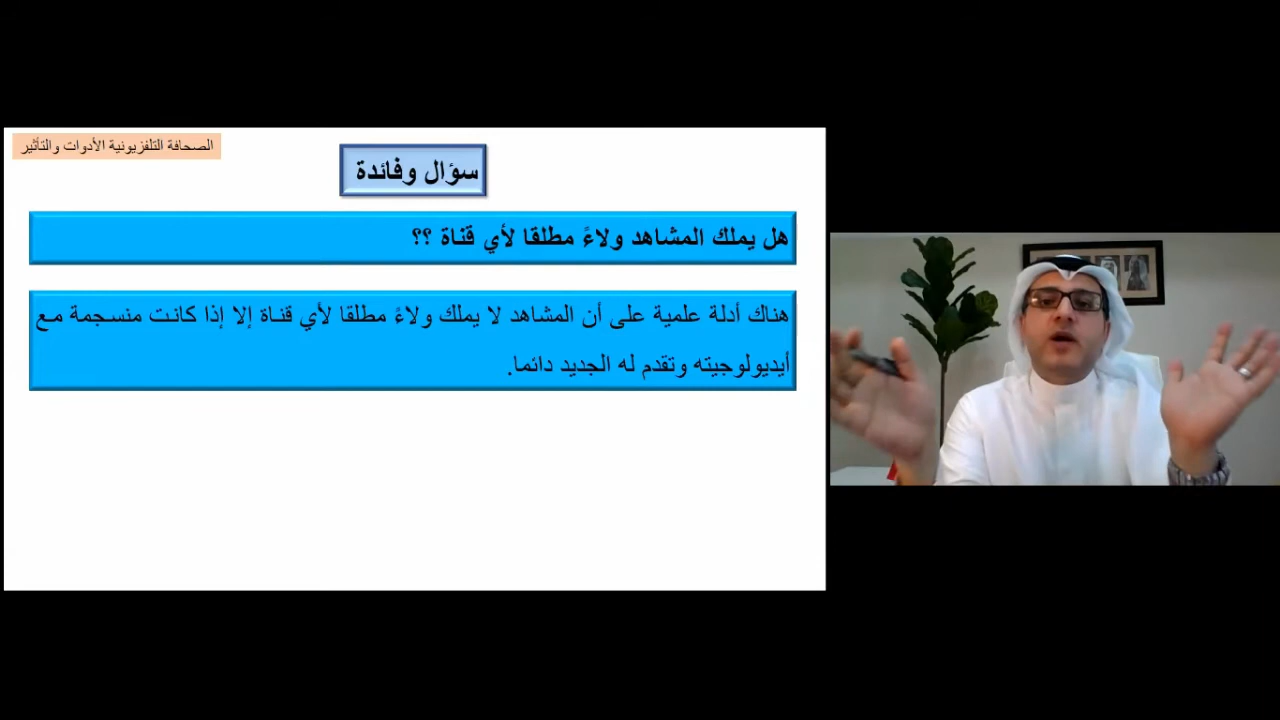 الصحافة التلفزيونية الأدوات والتأثير
سؤال وفائدة
هل يملك المشاهد ولاءً مطلقا لأي قناة ؟؟
هناك أدلة علمية على أن المشاهد لا يملك ولاءً مطلقا لأي قناة إلا إذا كانت منسجمة مع
أيديولوجيته وتقدم له الجديد دائما.